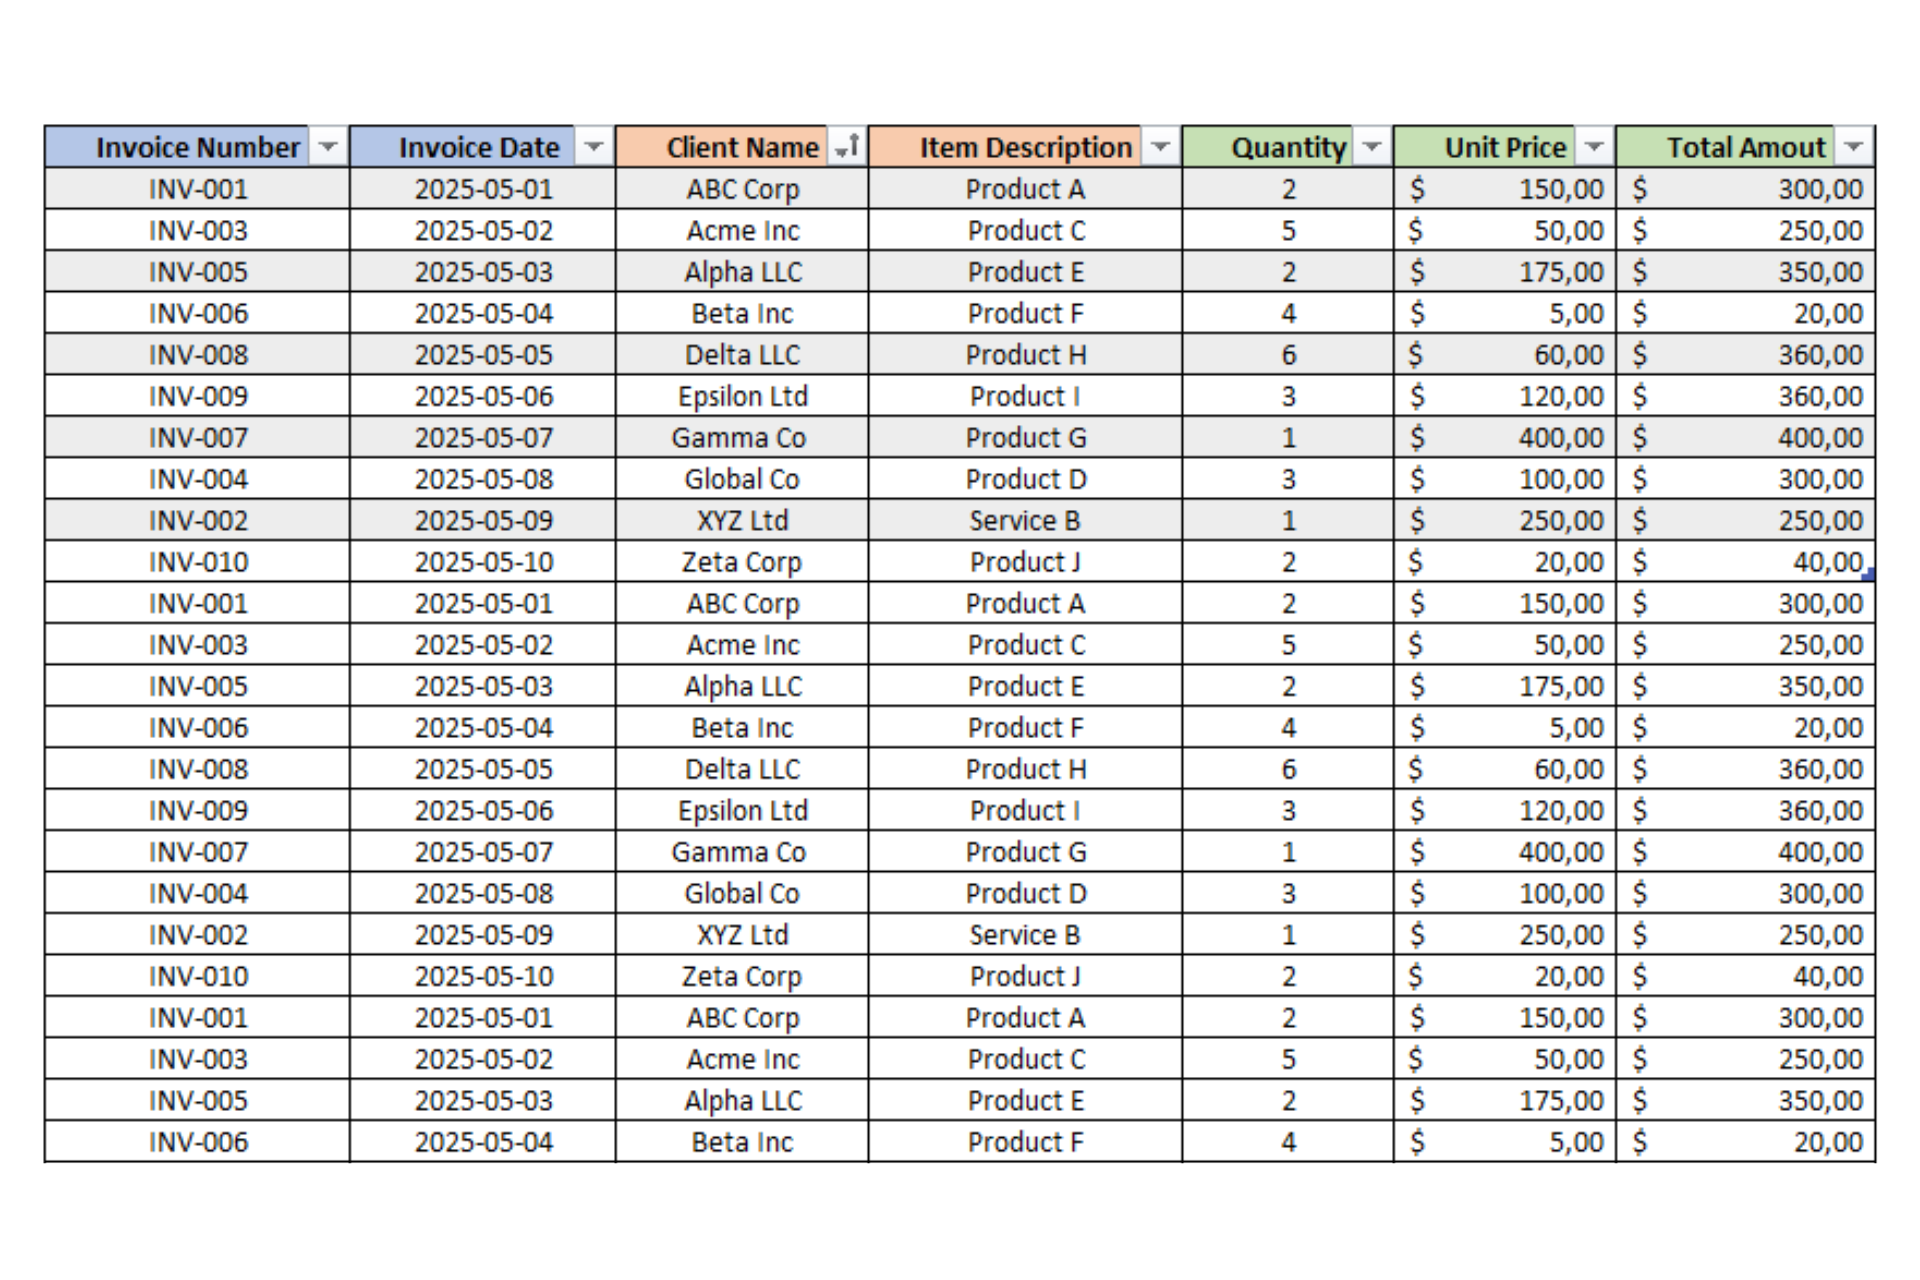 Invoice Number Invoice Date Client Name Item Description Quantity Unit Price Total Amout
INV-001 2025-05-01 ABC Corp Product A 2 $ 150,00 $ 300,00
INV-003 2025-05-02 Acme Inc Product C 5 $ 50,00 $ 250,00
INV-005 2025-05-03 Alpha LLC Product E 2 $ 175,00 $ 350,00
INV-006 2025-05-04 Beta Inc Product F 4 $ 5,00 $ 20,00
INV-008 2025-05-05 Delta LLC Product H 6 $ 60,00 $ 360,00
INV-009 2025-05-06 Epsilon Ltd Product I 3 $ 120,00 $ 360,00
INV-007 2025-05-07 Gamma Co Product G 1 $ 400,00 $ 400,00
INV-004 2025-05-08 Global Co Product D 3 $ 100,00 $ 300,00
INV-002 2025-05-09 XYZ Ltd Service B 1 $ 250,00 $ 250,00
INV-010 2025-05-10 Zeta Corp Product J 2 $ 20,00 $ 40,00
INV-001 2025-05-01 ABC Corp Product A 2 $ 150,00 $ 300,00
INV-003 2025-05-02 Acme Inc Product C 5 $ 50,00 $ 250,00
INV-005 2025-05-03 Alpha LLC Product E 2 $ 175,00 $ 350,00
INV-006 2025-05-04 Beta Inc Product F 4 $ 5,00 $ 20,00
INV-008 2025-05-05 Delta LLC Product H 6 $ 60,00 $ 360,00
INV-009 2025-05-06 Epsilon Ltd Product I 3 $ 120,00 $ 360,00
INV-007 2025-05-07 Gamma Co Product G 1 $ 400,00 $ 400,00
INV-004 2025-05-08 Global Co Product D 3 $ 100,00 $ 300,00
INV-002 2025-05-09 XYZ Ltd Service B 1 $ 250,00 $ 250,00
INV-010 2025-05-10 Zeta Corp Product J 2 $ 20,00 $ 40,00
INV-001 2025-05-01 ABC Corp Product A 2 $ 150,00 $ 300,00
INV-003 2025-05-02 Acme Inc Product C 5 $ 50,00 $ 250,00
INV-005 2025-05-03 Alpha LLC Product E 2 $ 175,00 $ 350,00
INV-006 2025-05-04 Beta Inc Product F 4 $ 5,00 $ 20,00